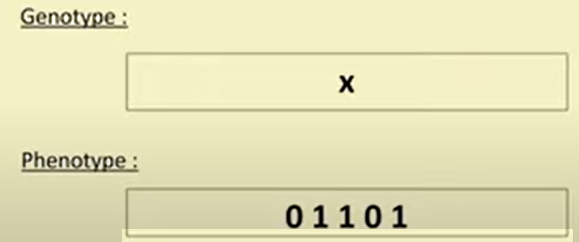 Genotype :
x
Phenotype :
0 1 1 0 1